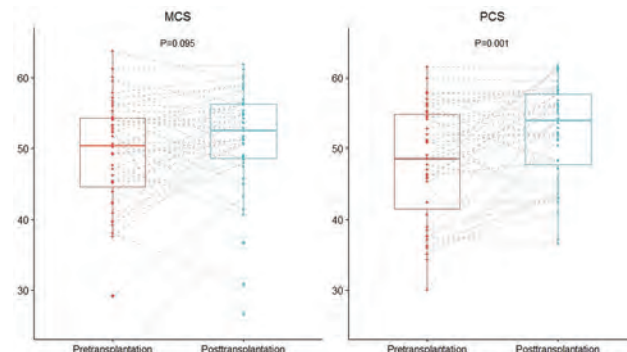 MCS
P=0.095
60
50
40
30
Pretransplantation Posttransplantation
PCS
P=0.001
60
50
40
30
Pretransplantation Posttransplantation